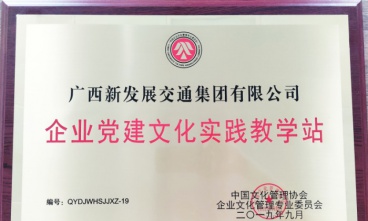 广西新发展交通集团有限公司
企业党建文化实践教学站
编号：QYDJWHSJJXZ-19
中国文化管理协会
企业文化管理专业委员会
二〇一九年九月